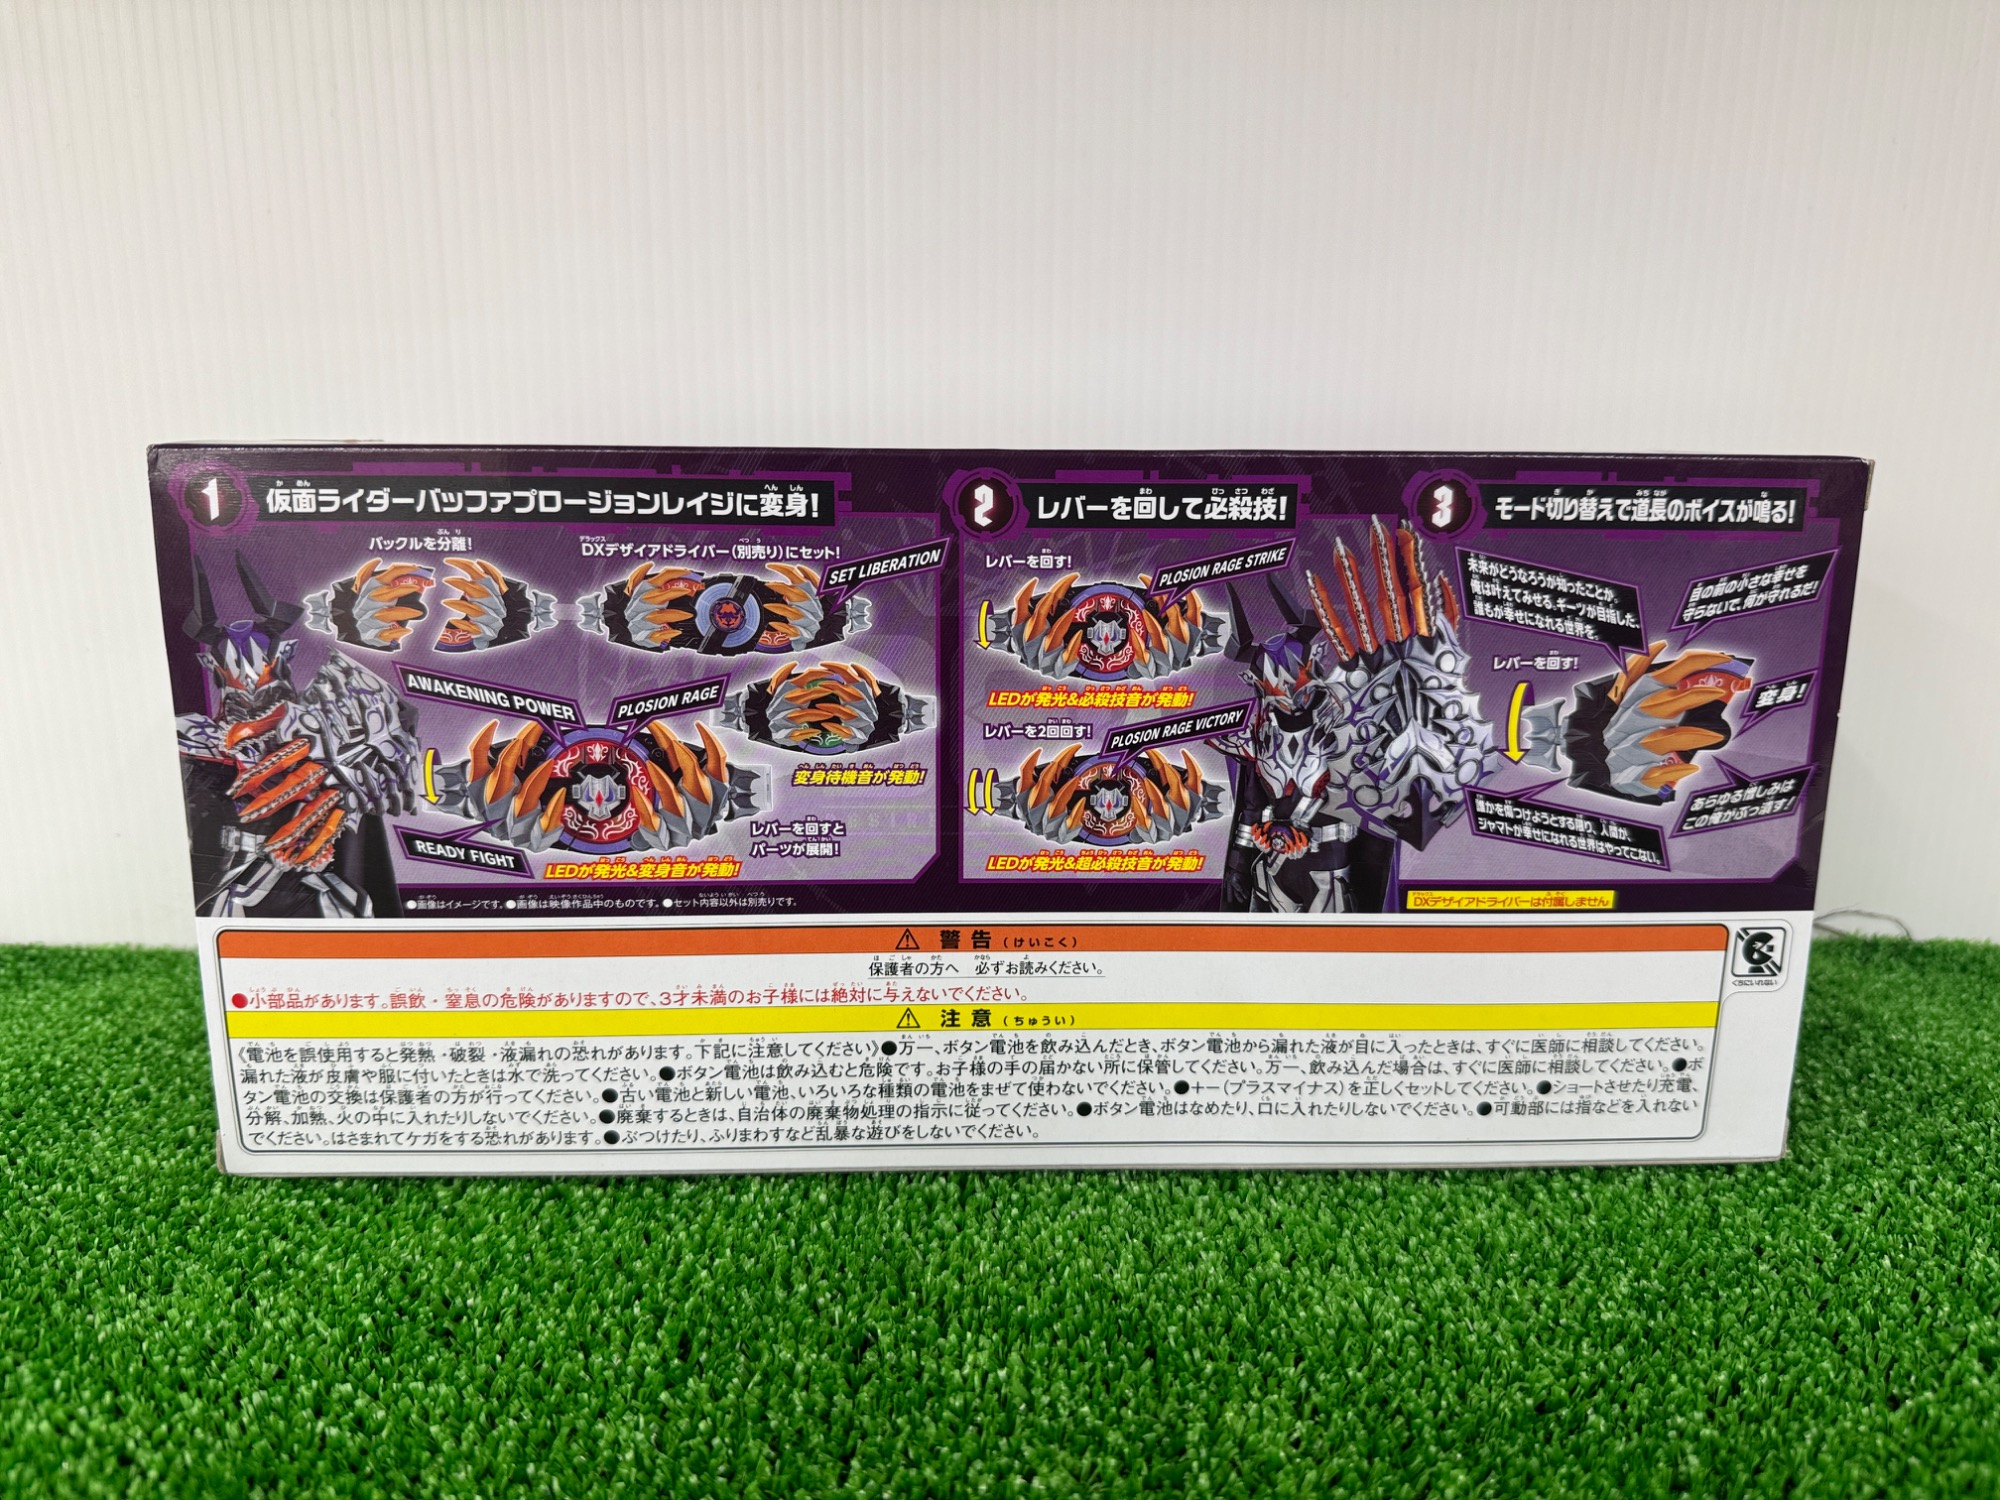 1 仮面ライダーバッファプロージョンレイジに変身!
バックルを分離!
DXデザイアドライバー(別売り)にセット!
SET LIBERATION
AWAKENING POWER
PLOSION RAGE
変身待機音が発動!
レバーを回すと
パーツが展開!
READY FIGHT
LEDが発光&変身音が発動!
●画像はイメージです。●画像は映像作品中のものです。●セット内容以外は別売りです。
2 レバーを回して必殺技!
レバーを回す!
PLOSION RAGE STRIKE
LEDが発光&必殺技音が発動!
レバーを2回回す!
PLOSION RAGE VICTORY
LEDが発光&超必殺技音が発動!
3 モード切り替えで道長のボイスが鳴る!
未来がどうなろうが知ったことか。
俺は叶えてみせる。ギーツが目指した、
誰もが幸せになれる世界を。
目の前の小さな幸せを
守らないで、何が守れるだ!
レバーを回す!
変身!
誰かを傷つけようとする限り、人間が、
ジャマトが幸せになれる世界はやってこない。
あらゆる憎しみは
この俺がぶっ潰す!
DXデザイアドライバーは付属しません
警告(けいこく)
保護者の方へ 必ずお読みください。
●小部品があります。誤飲・窒息の危険がありますので、3才未満のお子様には絶対に与えないでください。
注意(ちゅうい)
《電池を誤使用すると発熱・破裂・液漏れの恐れがあります。下記に注意してください》●万一、ボタン電池を飲み込んだとき、ボタン電池から漏れた液が目に入ったときは、すぐに医師に相談してください。
漏れた液が皮膚や服に付いたときは水で洗ってください。●ボタン電池は飲み込むと危険です。お子様の手の届かない所に保管してください。万一、飲み込んだ場合は、すぐに医師に相談してください。●ボ
タン電池の交換は保護者の方が行ってください。●古い電池と新しい電池、いろいろな種類の電池をまぜて使わないでください。●+−(プラスマイナス)を正しくセットしてください。●ショートさせたり充電、
分解、加熱、火の中に入れたりしないでください。●廃棄するときは、自治体の廃棄物処理の指示に従ってください。●ボタン電池はなめたり、口に入れたりしないでください。●可動部には指などを入れない
でください。はさまれてケガをする恐れがあります。●ぶつけたり、ふりまわすなど乱暴な遊びをしないでください。
くちにいれない